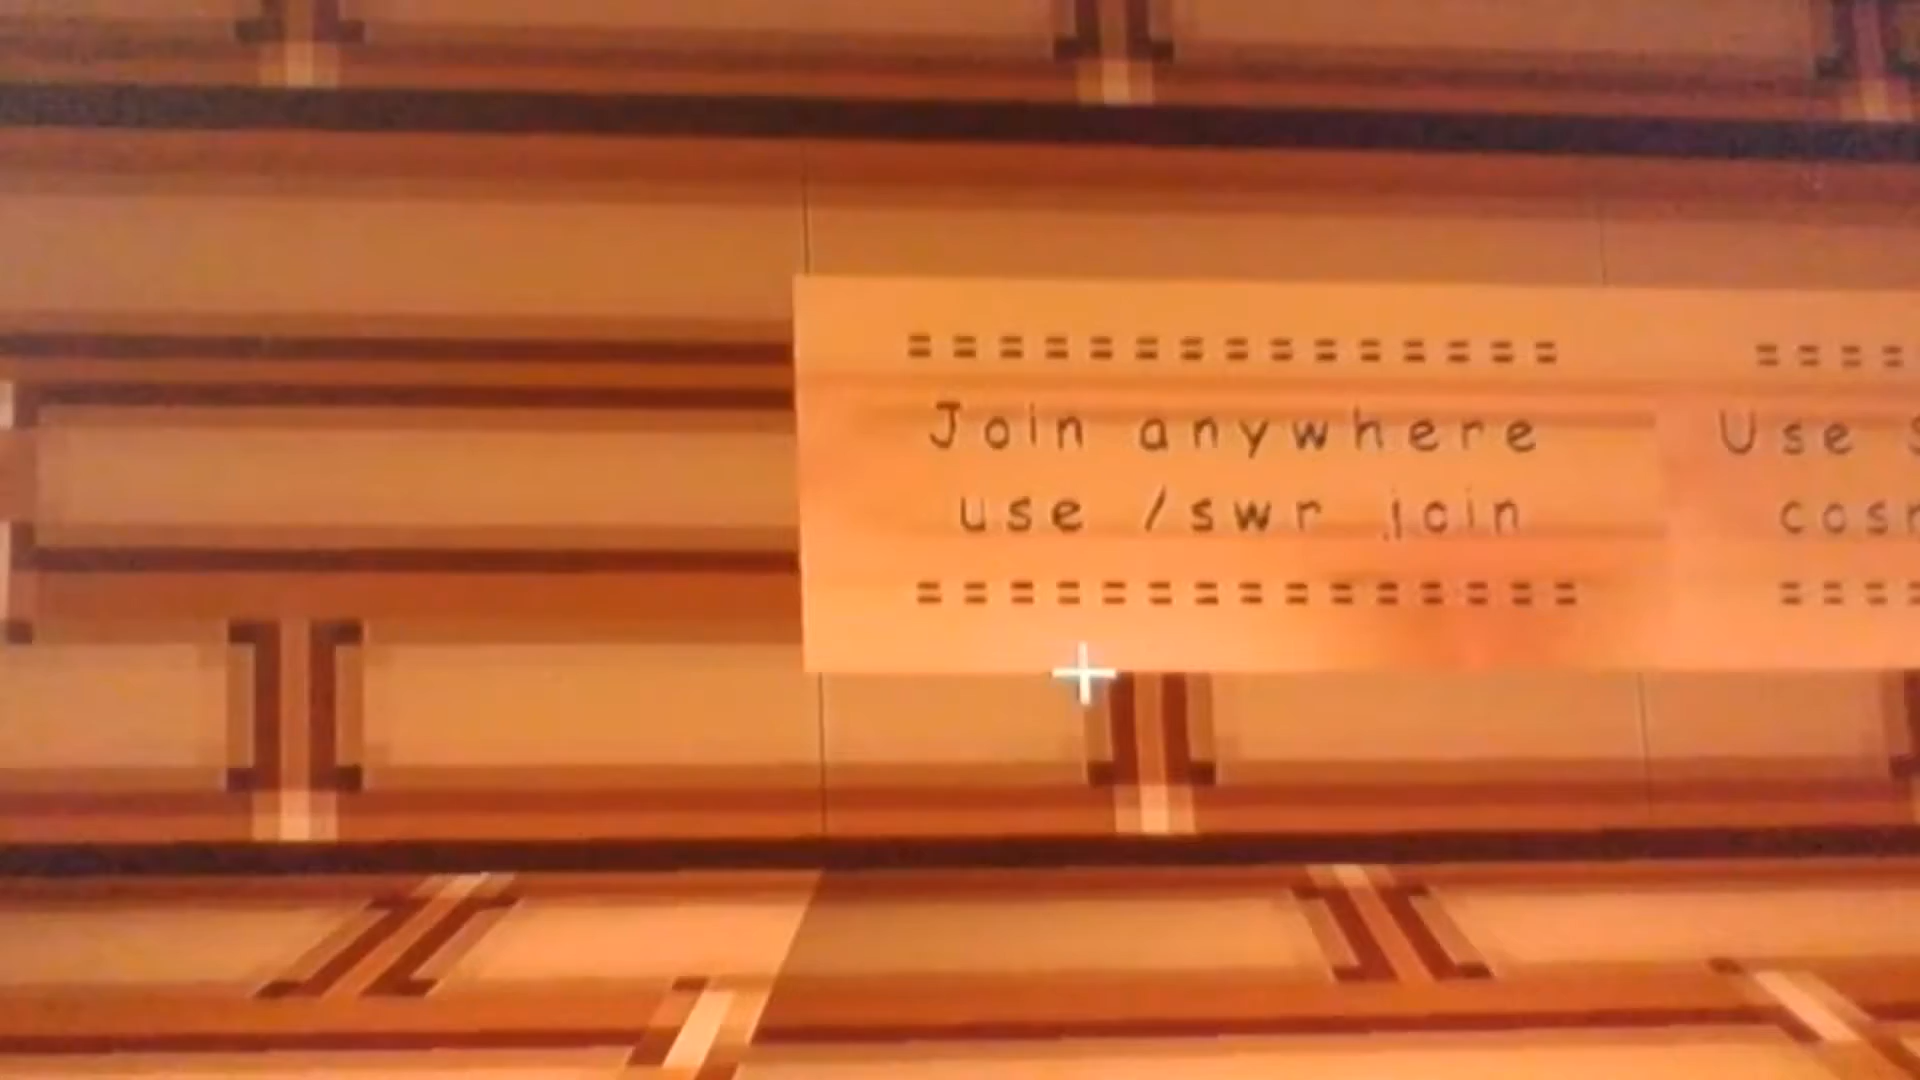 ===============
Join anywhere
use /swr join
===============
====
Use
====